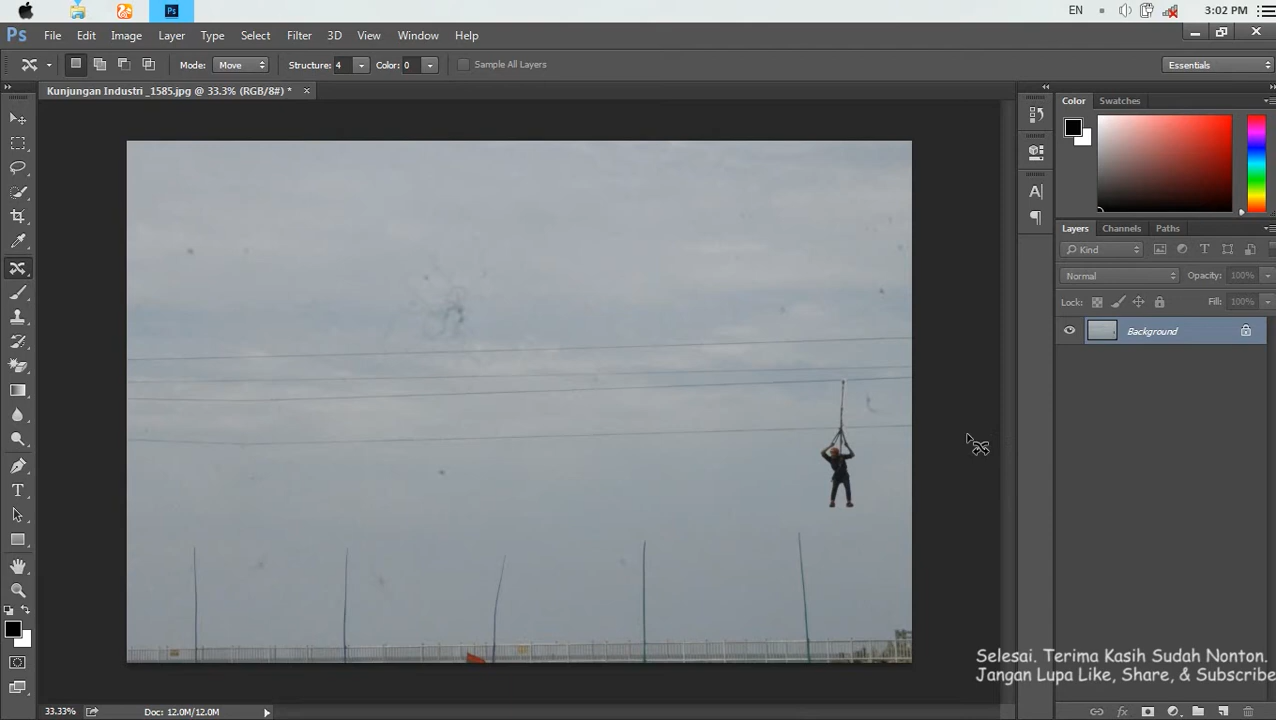 EN
3:02 PM
Ps
File Edit Image Layer Type Select Filter 3D View Window Help
Mode: Move Structure: 4 Color: 0 Sample All Layers Essentials
Kunjungan Industri _1585.jpg @ 33.3% (RGB/8#) * ×
Color Swatches
Layers Channels Paths
Kind
Normal Opacity: 100%
Lock: Fill: 100%
Background
Selesai. Terima Kasih Sudah Nonton.
Jangan Lupa Like, Share, & Subscribe
33.33% Doc: 12.0M/12.0M